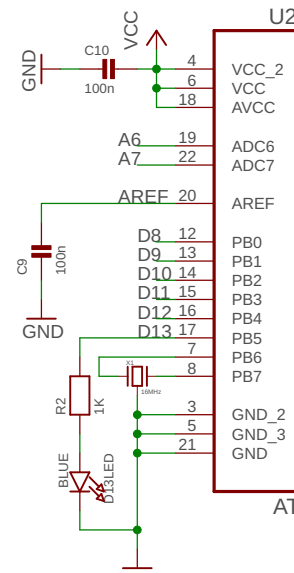 U2
VCC
C10
GND
100n
4
VCC_2
6
VCC
18
AVCC
A6
19
ADC6
A7
22
ADC7
AREF
20
AREF
D8
12
PB0
D9
13
PB1
C9
100n
D10
14
PB2
D11
15
PB3
D12
16
PB4
GND
D13
17
PB5
7
PB6
X1
8
PB7
16MHz
R2
1K
3
GND_2
5
GND_3
21
GND
BLUE
D13LED
AT